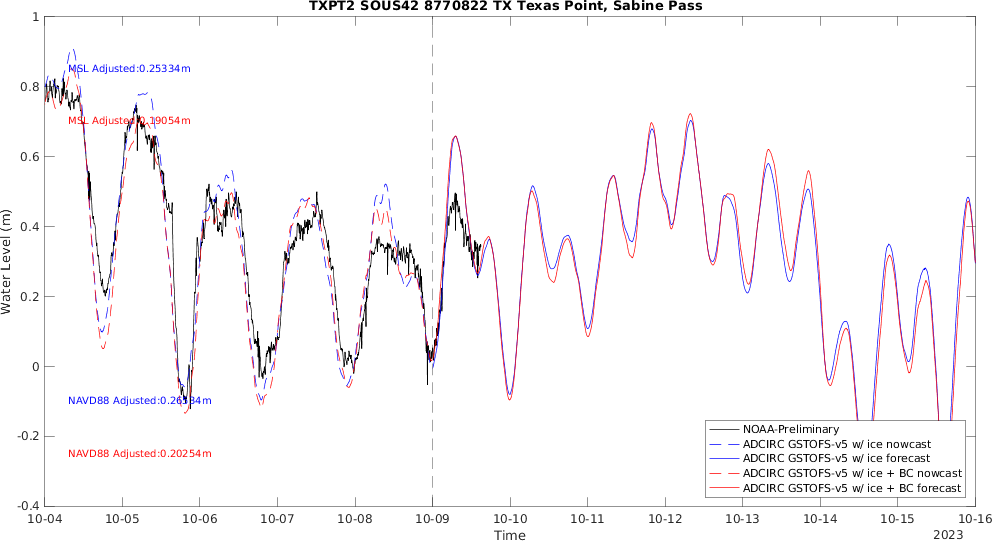 TXPT2 SOUS42 8770822 TX Texas Point, Sabine Pass
Water Level (m)
1
0.8
0.6
0.4
0.2
0
-0.2
-0.4
MSL Adjusted:0.25334m
MSL Adjusted:0.19054m
NAVD88 Adjusted:0.26534m
NAVD88 Adjusted:0.20254m
NOAA-Preliminary
ADCIRC GSTOFS-v5 w/ ice nowcast
ADCIRC GSTOFS-v5 w/ ice forecast
ADCIRC GSTOFS-v5 w/ ice + BC nowcast
ADCIRC GSTOFS-v5 w/ ice + BC forecast
10-04 10-05 10-06 10-07 10-08 10-09 10-10 10-11 10-12 10-13 10-14 10-15 10-16
Time
2023